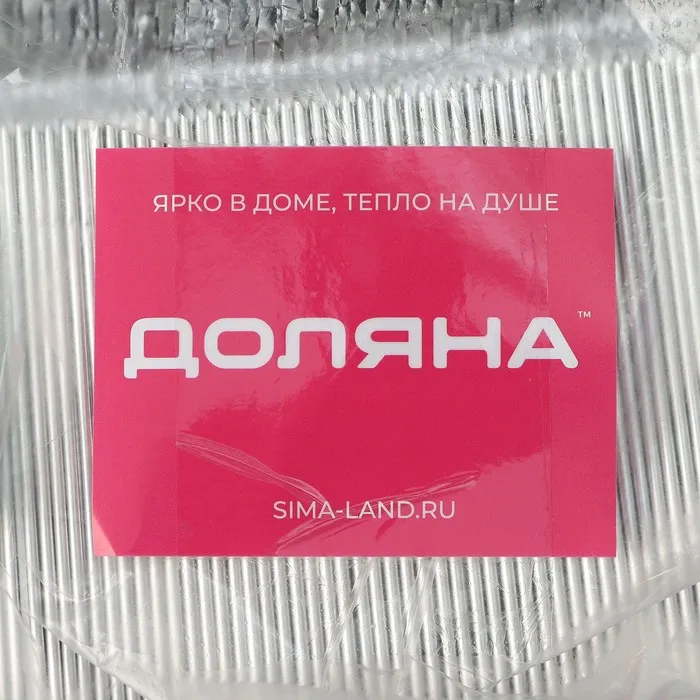 ЯРКО В ДОМЕ, ТЕПЛО НА ДУШЕ
ДОЛЯНА™
SIMA-LAND.RU